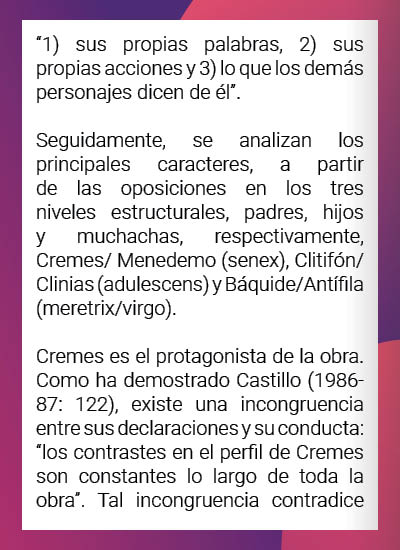 “1) sus propias palabras, 2) sus
propias acciones y 3) lo que los demás
personajes dicen de él”.
Seguidamente, se analizan los
principales caracteres, a partir
de las oposiciones en los tres
niveles estructurales, padres, hijos
y muchachas, respectivamente,
Cremes/ Menedemo (senex), Clitifón/
Clinias (adulescens) y Báquide/Antífila
(meretrix/virgo).
Cremes es el protagonista de la obra.
Como ha demostrado Castillo (1986-
87: 122), existe una incongruencia
entre sus declaraciones y su conducta:
“los contrastes en el perfil de Cremes
son constantes lo largo de toda la
obra”. Tal incongruencia contradice